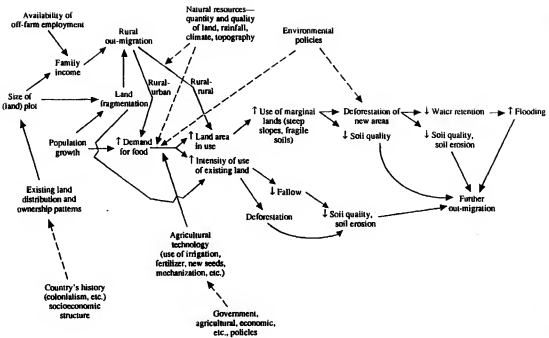 Availability of
off-farm employment
Natural resources—
quantity and quality
of land, rainfall,
climate, topography
Environmental
policies
Rural
out-migration
Family
income
Size of
(land) plot
Land
fragmentation
Rural-
urban
Rural-
rural
Population
growth
↑ Demand
for food
↑ Land area
in use
↑ Intensity of use
of existing land
↑ Use of marginal
lands (steep
slopes, fragile
soils)
Deforestation of
new areas
↓ Soil quality
↓ Water retention
↓ Soil quality,
soil erosion
↑ Flooding
↓ Fallow
Deforestation
↓ Soil quality,
soil erosion
Further
out-migration
Existing land
distribution and
ownership patterns
Agricultural
technology
(use of irrigation,
fertilizer, new seeds,
mechanization, etc.)
Country's history
(colonialism, etc.)
socioeconomic
structure
Government,
agricultural, economic,
etc., policies